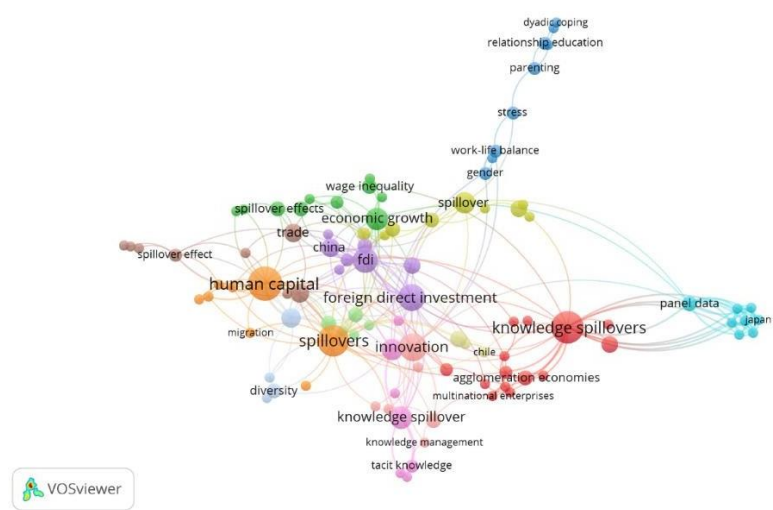 dyadic coping
relationship education
parenting
stress
work-life balance
gender
wage inequality
spillover
spillover effects
economic growth
trade
china
spillover effect
fdi
human capital
foreign direct investment
panel data
japan
migration
spillovers
innovation
knowledge spillovers
chile
diversity
agglomeration economies
multinational enterprises
knowledge spillover
knowledge management
tacit knowledge
VOSviewer